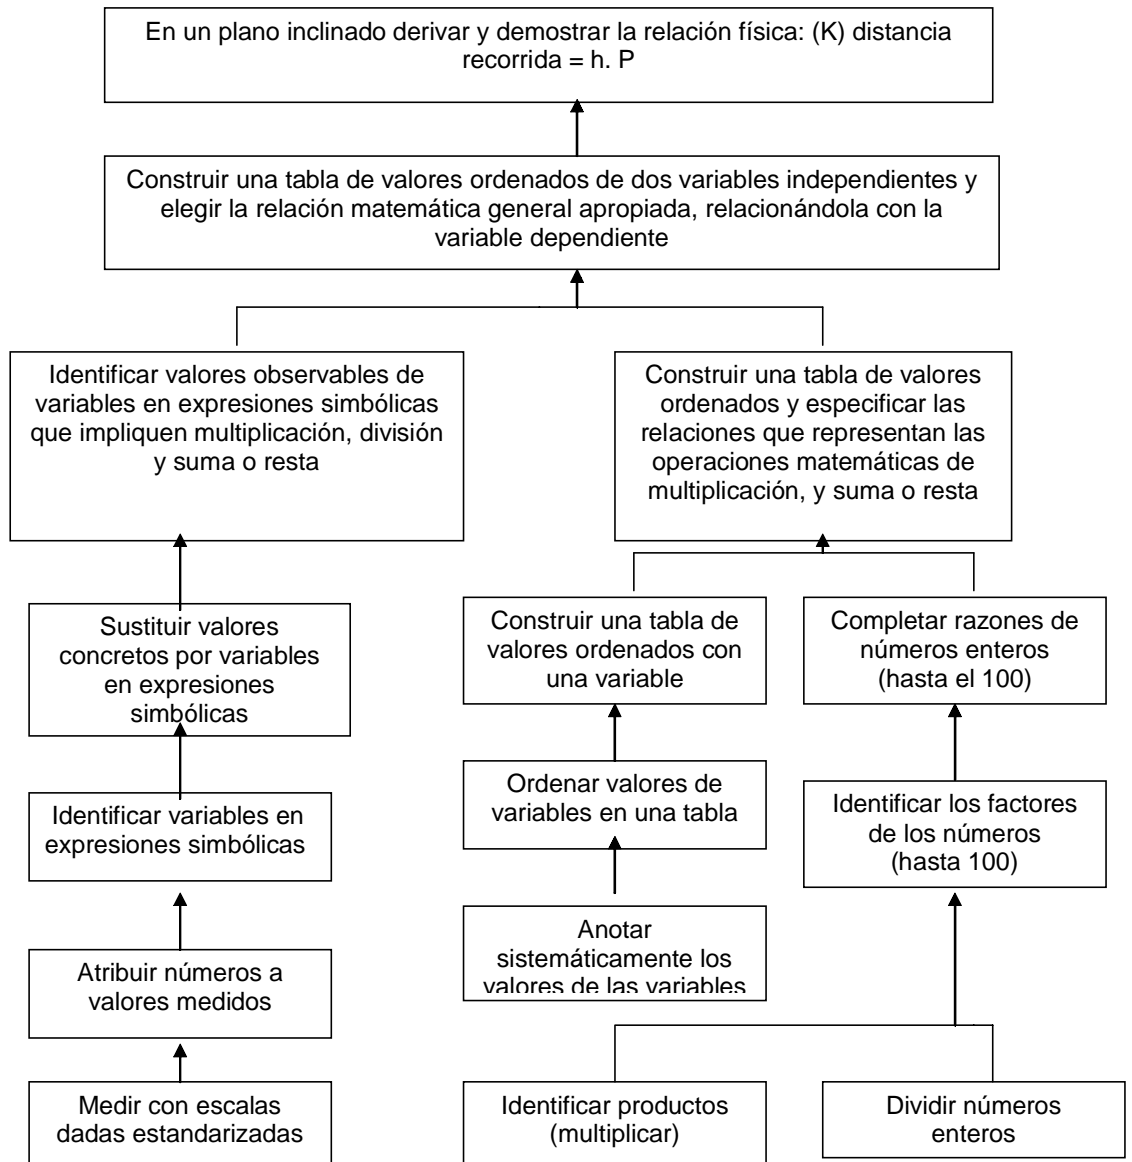 En un plano inclinado derivar y demostrar la relación física: (K) distancia
recorrida = h. P
Construir una tabla de valores ordenados de dos variables independientes y
elegir la relación matemática general apropiada, relacionándola con la
variable dependiente
Identificar valores observables de
variables en expresiones simbólicas
que impliquen multiplicación, división
y suma o resta
Construir una tabla de valores
ordenados y especificar las
relaciones que representan las
operaciones matemáticas de
multiplicación, y suma o resta
Sustituir valores
concretos por variables
en expresiones
simbólicas
Construir una tabla de
valores ordenados con
una variable
Completar razones de
números enteros
(hasta el 100)
Identificar variables en
expresiones simbólicas
Ordenar valores de
variables en una tabla
Identificar los factores
de los números
(hasta 100)
Atribuir números a
valores medidos
Anotar
sistemáticamente los
valores de las variables
Medir con escalas
dadas estandarizadas
Identificar productos
(multiplicar)
Dividir números
enteros